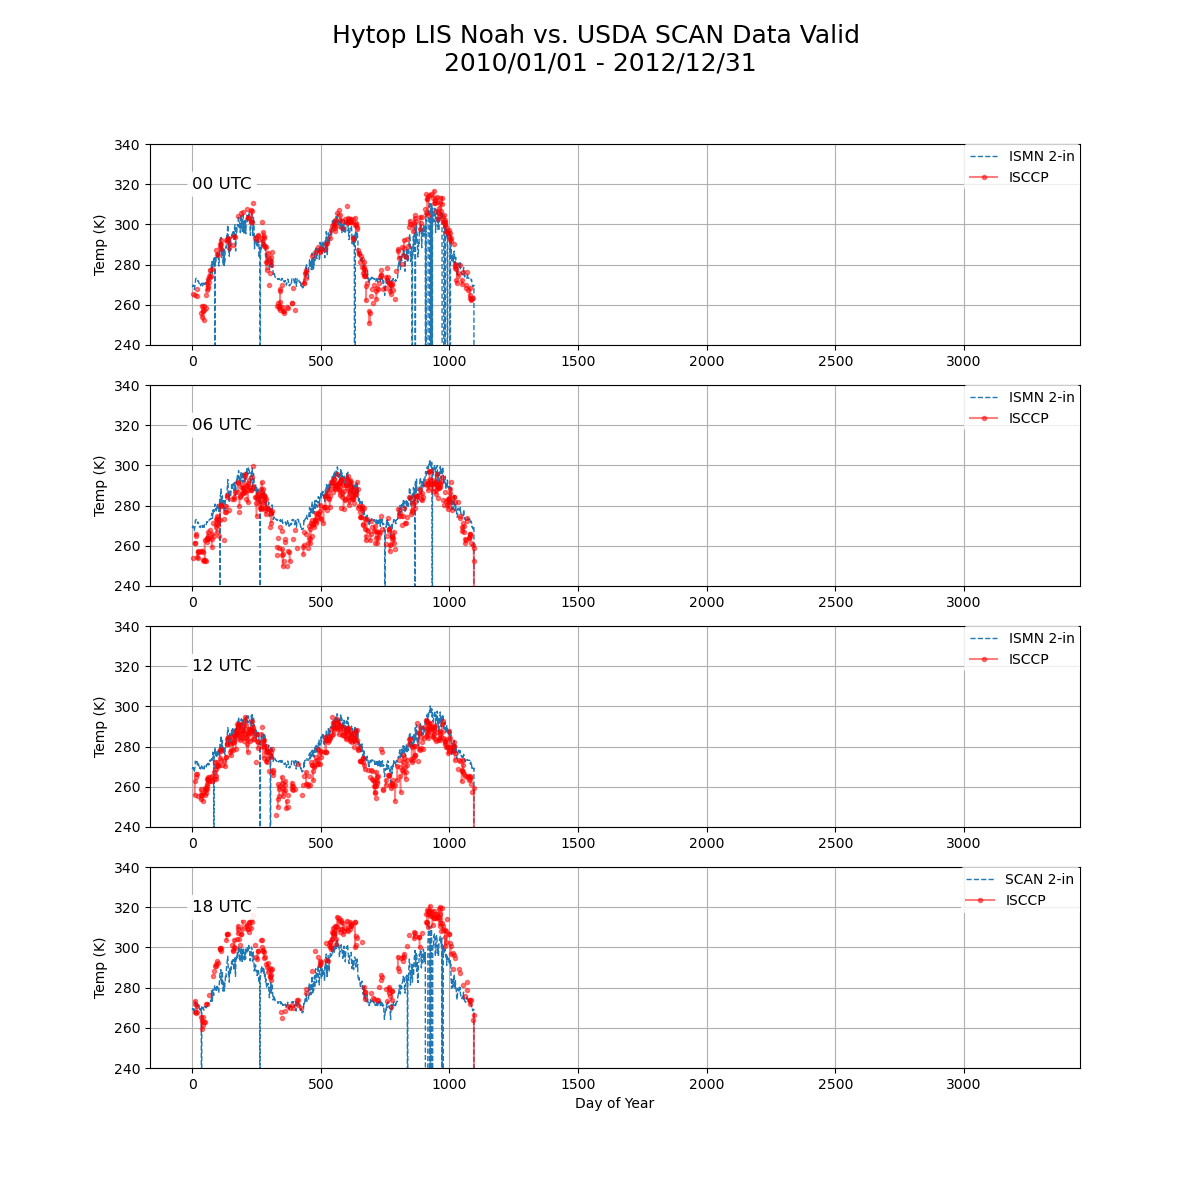 Hytop LIS Noah vs. USDA SCAN Data Valid
2010/01/01 - 2012/12/31
340
320
300
280
260
240
Temp (K)
00 UTC
ISMN 2-in
ISCCP
0 500 1000 1500 2000 2500 3000
340
320
300
280
260
240
Temp (K)
06 UTC
ISMN 2-in
ISCCP
0 500 1000 1500 2000 2500 3000
340
320
300
280
260
240
Temp (K)
12 UTC
ISMN 2-in
ISCCP
0 500 1000 1500 2000 2500 3000
340
320
300
280
260
240
Temp (K)
18 UTC
SCAN 2-in
ISCCP
0 500 1000 1500 2000 2500 3000
Day of Year